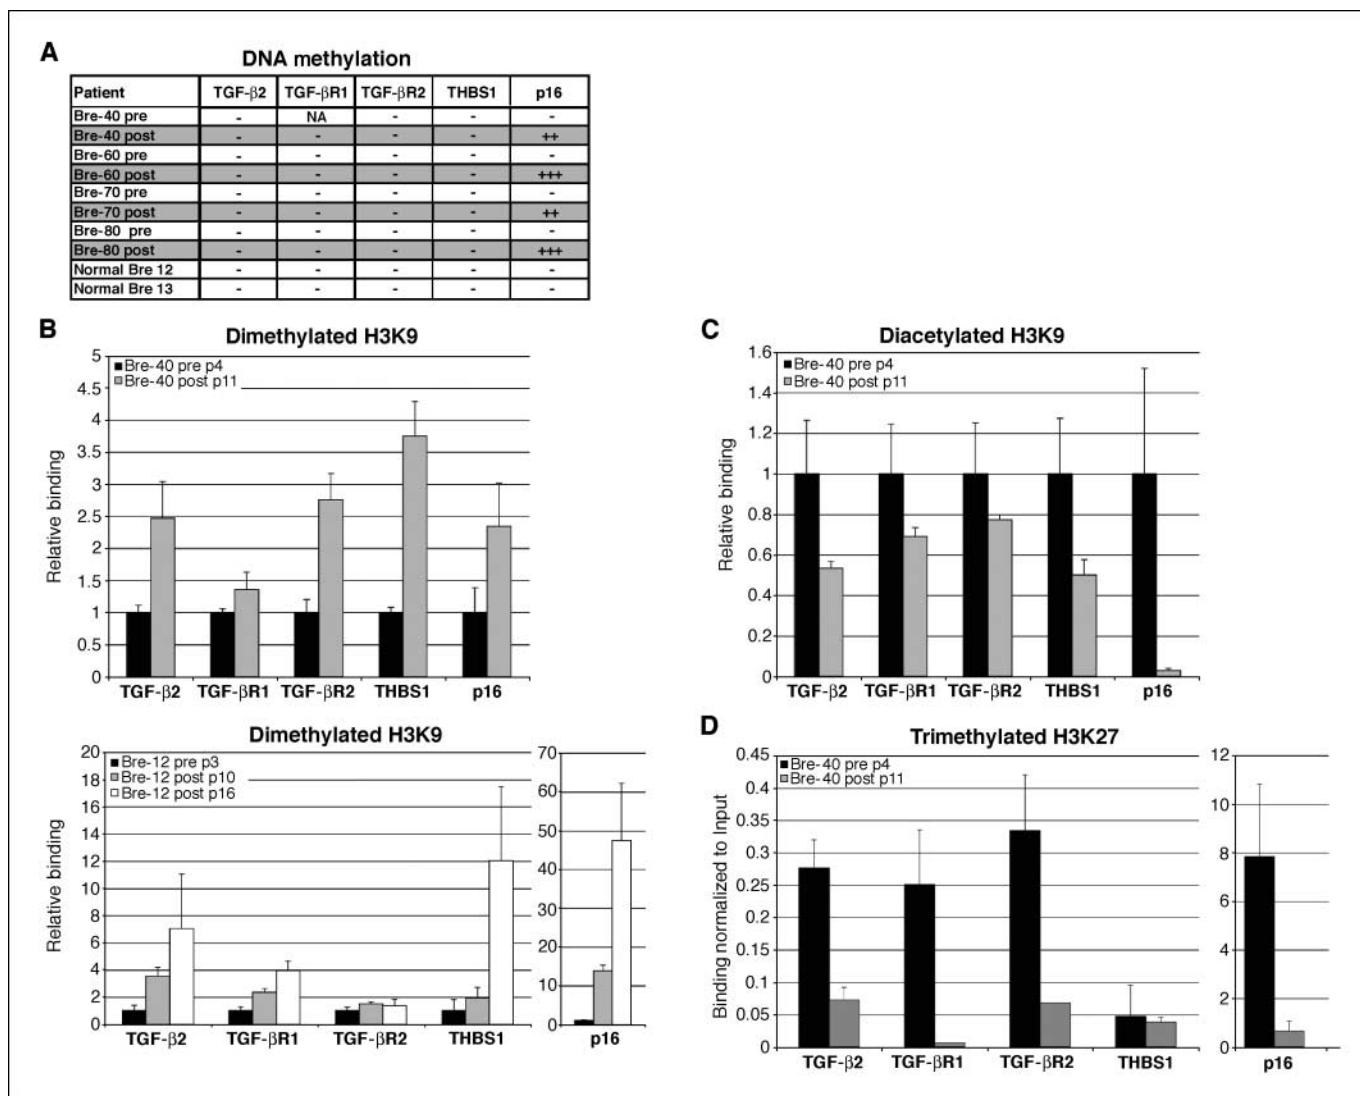 A
DNA methylation
Patient TGF-β2 TGF-βR1 TGF-βR2 THBS1 p16
Bre-40 pre - NA - - -
Bre-40 post - - - - ++
Bre-60 pre - - - - -
Bre-60 post - - - - +++
Bre-70 pre - - - - -
Bre-70 post - - - - ++
Bre-80 pre - - - - -
Bre-80 post - - - - +++
Normal Bre 12 - - - - -
Normal Bre 13 - - - - -
B
Dimethylated H3K9
Bre-40 pre p4
Bre-40 post p11
Relative binding
5
4.5
4
3.5
3
2.5
2
1.5
1
0.5
0
TGF-β2 TGF-βR1 TGF-βR2 THBS1 p16
Dimethylated H3K9
Bre-12 pre p3
Bre-12 post p10
Bre-12 post p16
Relative binding
20
18
16
14
12
10
8
6
4
2
0
TGF-β2 TGF-βR1 TGF-βR2 THBS1
70
60
50
40
30
20
10
0
p16
C
Diacetylated H3K9
Bre-40 pre p4
Bre-40 post p11
Relative binding
1.6
1.4
1.2
1
0.8
0.6
0.4
0.2
0
TGF-β2 TGF-βR1 TGF-βR2 THBS1 p16
D
Trimethylated H3K27
Bre-40 pre p4
Bre-40 post p11
Binding normalized to Input
0.45
0.4
0.35
0.3
0.25
0.2
0.15
0.1
0.05
0
TGF-β2 TGF-βR1 TGF-βR2 THBS1
12
10
8
6
4
2
0
p16